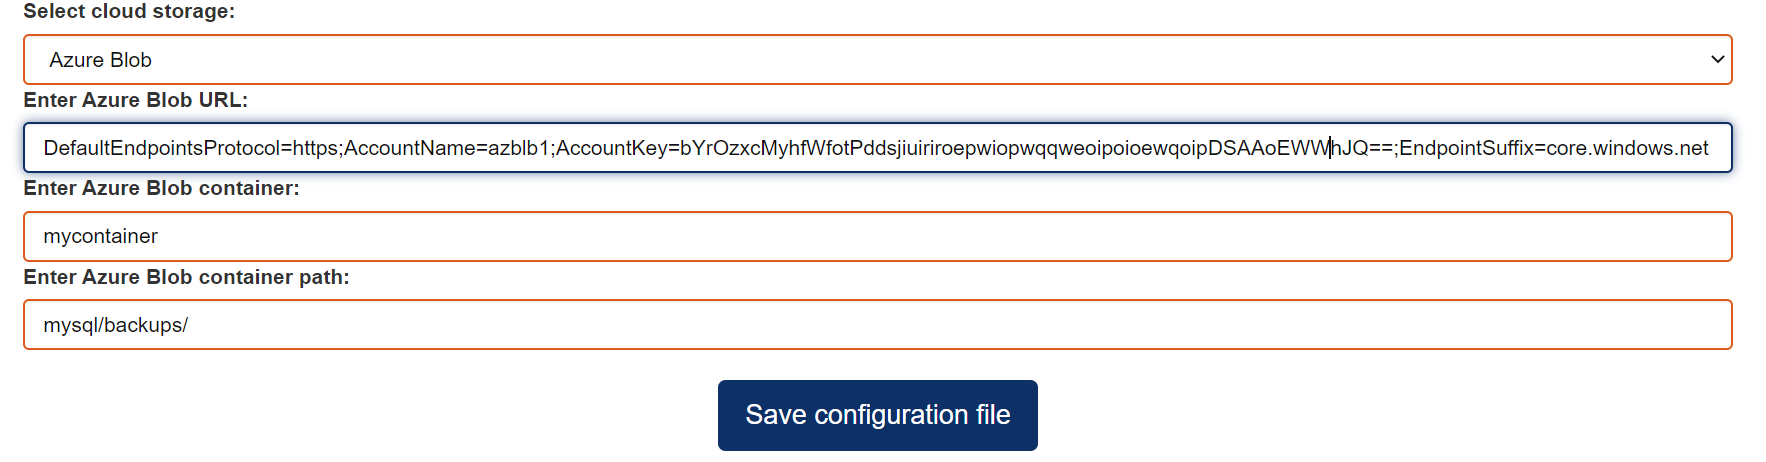 Select cloud storage:
Azure Blob
Enter Azure Blob URL:
DefaultEndpointsProtocol=https;AccountName=azblb1;AccountKey=bYrOzxcMyhfWfotPddsjiuiriroepwiopwqqweoipoioewqoipDSAAoEWWhJQ==;EndpointSuffix=core.windows.net
Enter Azure Blob container:
mycontainer
Enter Azure Blob container path:
mysql/backups/
Save configuration file